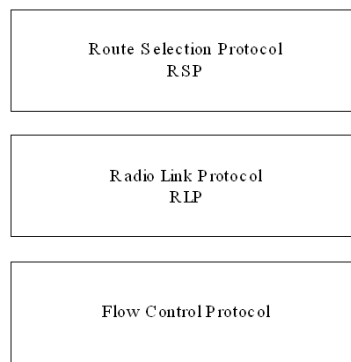 Route Selection Protocol
RSP
Radio Link Protocol
RLP
Flow Control Protocol